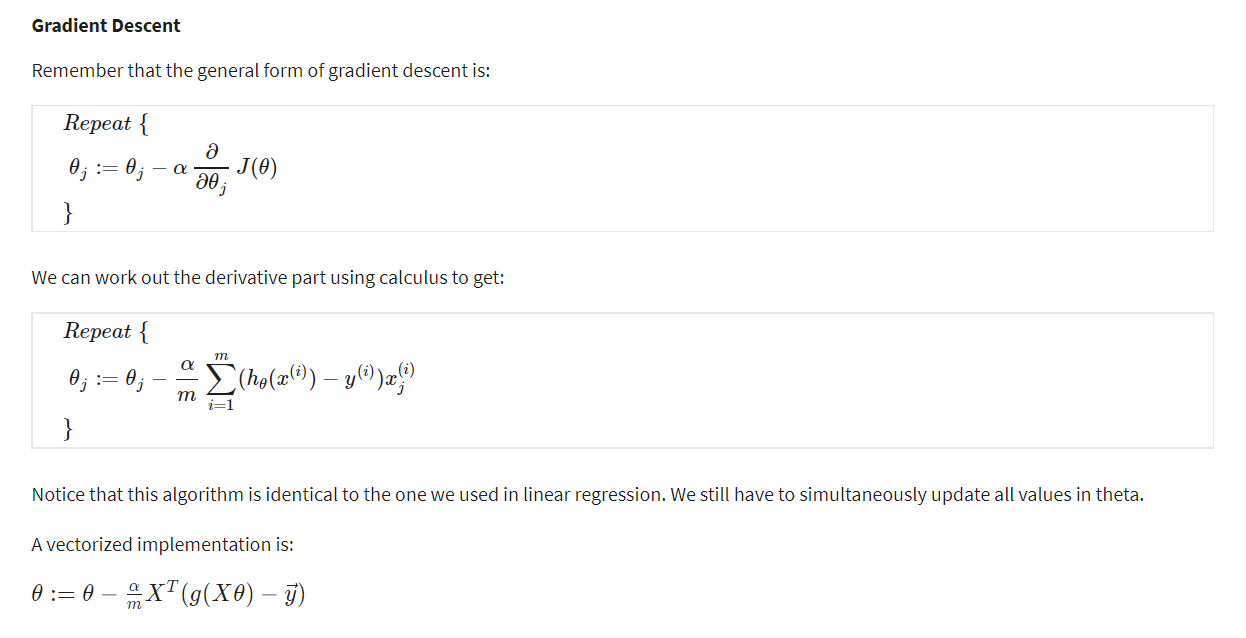 Gradient Descent
Remember that the general form of gradient descent is:
Repeat {
θ_j := θ_j − α ∂/∂θ_j J(θ)
}
We can work out the derivative part using calculus to get:
Repeat {
θ_j := θ_j − α/m ∑_{i=1}^{m} (h_θ(x^{(i)}) − y^{(i)})x_j^{(i)}
}
Notice that this algorithm is identical to the one we used in linear regression. We still have to simultaneously update all values in theta.
A vectorized implementation is:
θ := θ − α/m X^T(g(Xθ) − y⃗)